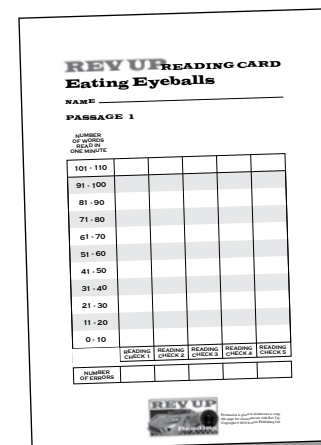 REV UP READING CARD
Eating Eyeballs
NAME
PASSAGE 1
NUMBER
OF WORDS
READ IN
ONE MINUTE
101 - 110
91 - 100
81 - 90
71 - 80
61 - 70
51 - 60
41 - 50
31 - 40
21 - 30
11 - 20
0 - 10
READING CHECK 1 READING CHECK 2 READING CHECK 3 READING CHECK 4 READING CHECK 5
NUMBER
OF ERRORS
REV UP
Reading